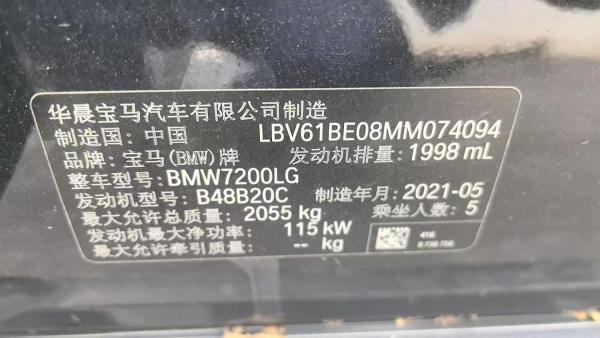 华晨宝马汽车有限公司制造
制造国：中国 LBV61BE08MM074094
品牌：宝马(BMW)牌 发动机排量：1998 mL
整车型号：BMW7200LG
发动机型号：B48B20C 制造年月：2021-05
最大允许总质量：2055 kg 乘坐人数：5
发动机最大净功率：115 kW
最大允许牵引质量：-- kg
416